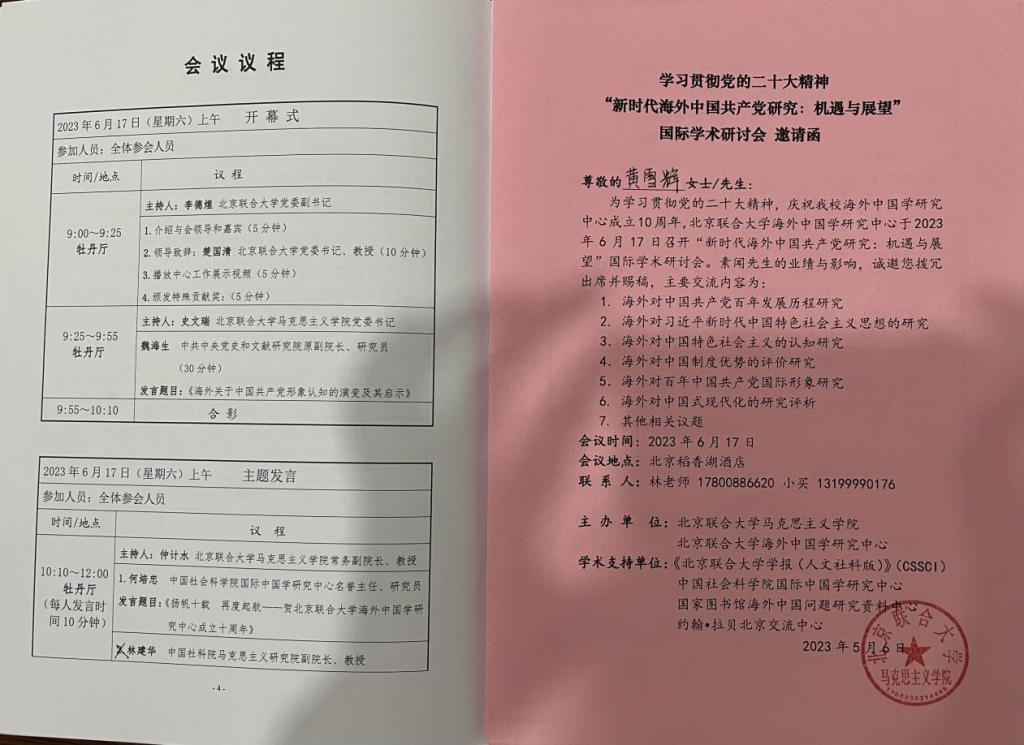 会议议程
2023年6月17日（星期六）上午 开幕式
参加人员：全体参会人员
时间/地点 议程
主持人：李德煌 北京联合大学党委副书记
9:00～9:25
牡丹厅
1.介绍与会领导和嘉宾（5分钟）
2.领导致辞：楚国清 北京联合大学党委书记、教授（10分钟）
3.播放中心工作展示视频（5分钟）
4.颁发特殊贡献奖：（5分钟）
9:25～9:55
牡丹厅
主持人：史文瑞 北京联合大学马克思主义学院党委书记
魏海生 中共中央党史和文献研究院原副院长、研究员
（30分钟）
发言题目：《海外关于中国共产党形象认知的演变及其启示》
9:55～10:10 合影
2023年6月17日（星期六）上午 主题发言
参加人员：全体参会人员
时间/地点 议程
10:10～12:00
牡丹厅
（每人发言时
间10分钟）
主持人：仲计水 北京联合大学马克思主义学院常务副院长、教授
1.何培忠 中国社会科学院国际中国学研究中心名誉主任、研究员
发言题目：《扬帆十载 再度起航——贺北京联合大学海外中国学研
究中心成立十周年》
2.林建华 中国社科院马克思主义研究院副院长、教授
-4-
学习贯彻党的二十大精神
“新时代海外中国共产党研究：机遇与展望”
国际学术研讨会 邀请函
尊敬的黄雪辉女士/先生：
为学习贯彻党的二十大精神，庆祝我校海外中国学研究
中心成立10周年，北京联合大学海外中国学研究中心于2023
年6月17日召开“新时代海外中国共产党研究：机遇与展
望”国际学术研讨会。素闻先生的业绩与影响，诚邀您拨冗
出席并赐稿，主要交流内容为：
1. 海外对中国共产党百年发展历程研究
2. 海外对习近平新时代中国特色社会主义思想的研究
3. 海外对中国特色社会主义的认知研究
4. 海外对中国制度优势的评价研究
5. 海外对百年中国共产党国际形象研究
6. 海外对中国式现代化的研究评析
7. 其他相关议题
会议时间：2023年6月17日
会议地点：北京稻香湖酒店
联系人：林老师 17800886620 小买 13199990176
主办单位：北京联合大学马克思主义学院
北京联合大学海外中国学研究中心
学术支持单位：《北京联合大学学报（人文社科版）》（CSSCI）
中国社会科学院国际中国学研究中心
国家图书馆海外中国问题研究资料中心
约翰•拉贝北京交流中心
2023年5月6日
北京联合大学
马克思主义学院